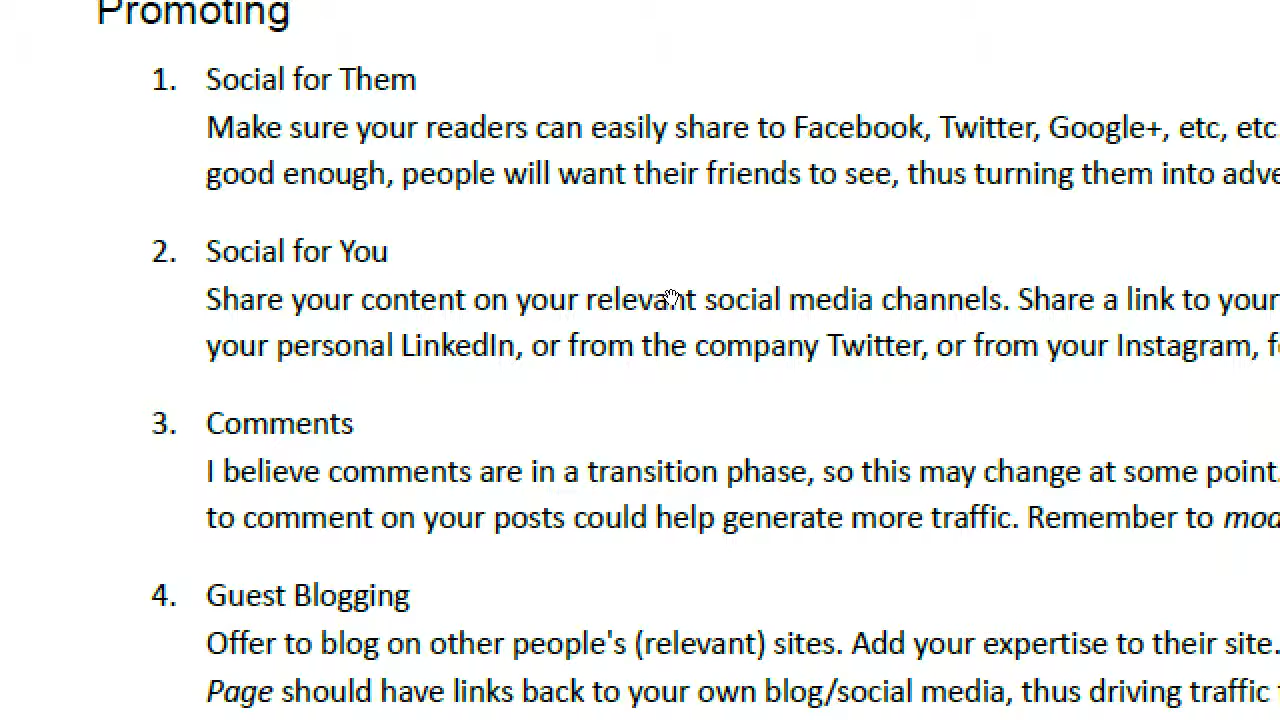 Promoting
1. Social for Them
Make sure your readers can easily share to Facebook, Twitter, Google+, etc, etc.
good enough, people will want their friends to see, thus turning them into
2. Social for You
Share your content on your relevant social media channels. Share a link to your
your personal LinkedIn, or from the company Twitter, or from your Instagram,
3. Comments
I believe comments are in a transition phase, so this may change at some point.
to comment on your posts could help generate more traffic. Remember to
4. Guest Blogging
Offer to blog on other people's (relevant) sites. Add your expertise to their site.
Page should have links back to your own blog/social media, thus driving traffic